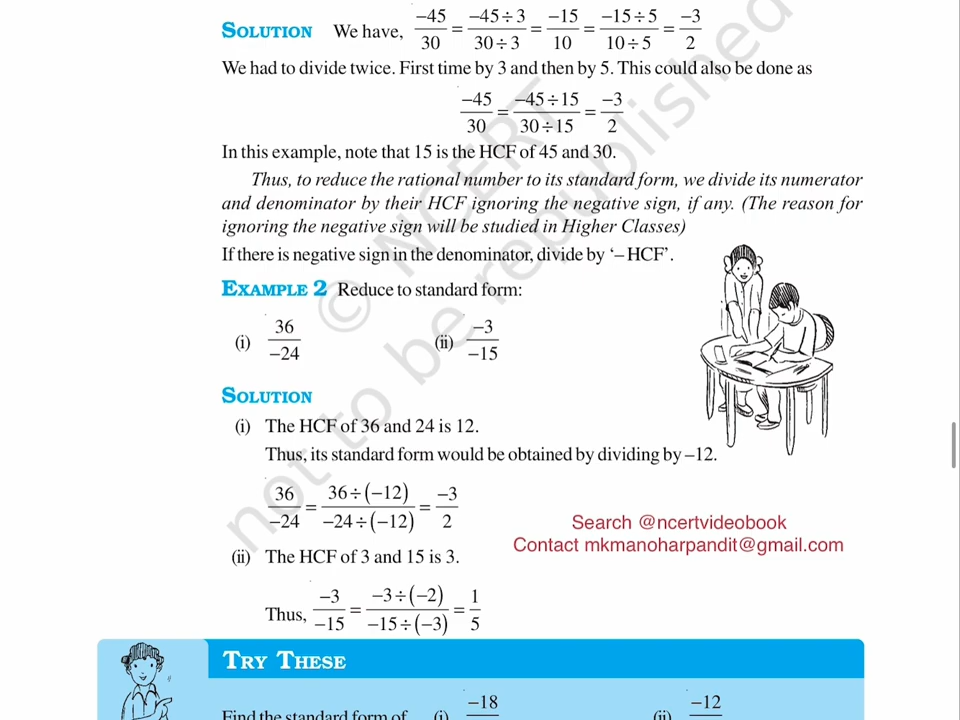 SOLUTION We have, −45/30 = −45 ÷ 3/30 ÷ 3 = −15/10 = −15 ÷ 5/10 ÷ 5 = −3/2
We had to divide twice. First time by 3 and then by 5. This could also be done as
−45/30 = −45 ÷ 15/30 ÷ 15 = −3/2
In this example, note that 15 is the HCF of 45 and 30.
Thus, to reduce the rational number to its standard form, we divide its numerator
and denominator by their HCF ignoring the negative sign, if any. (The reason for
ignoring the negative sign will be studied in Higher Classes)
If there is negative sign in the denominator, divide by ‘– HCF’.
EXAMPLE 2 Reduce to standard form:
(i) 36/−24 (ii) −3/−15
SOLUTION
(i) The HCF of 36 and 24 is 12.
Thus, its standard form would be obtained by dividing by –12.
36/−24 = 36 ÷ (−12)/−24 ÷ (−12) = −3/2
Search @ncertvideobook
Contact mkmanoharpandit@gmail.com
(ii) The HCF of 3 and 15 is 3.
Thus, −3/−15 = −3 ÷ (−2)/−15 ÷ (−3) = 1/5
TRY THESE
Find the standard form of (i) −18 (ii) −12
© NCERT
not to be republished